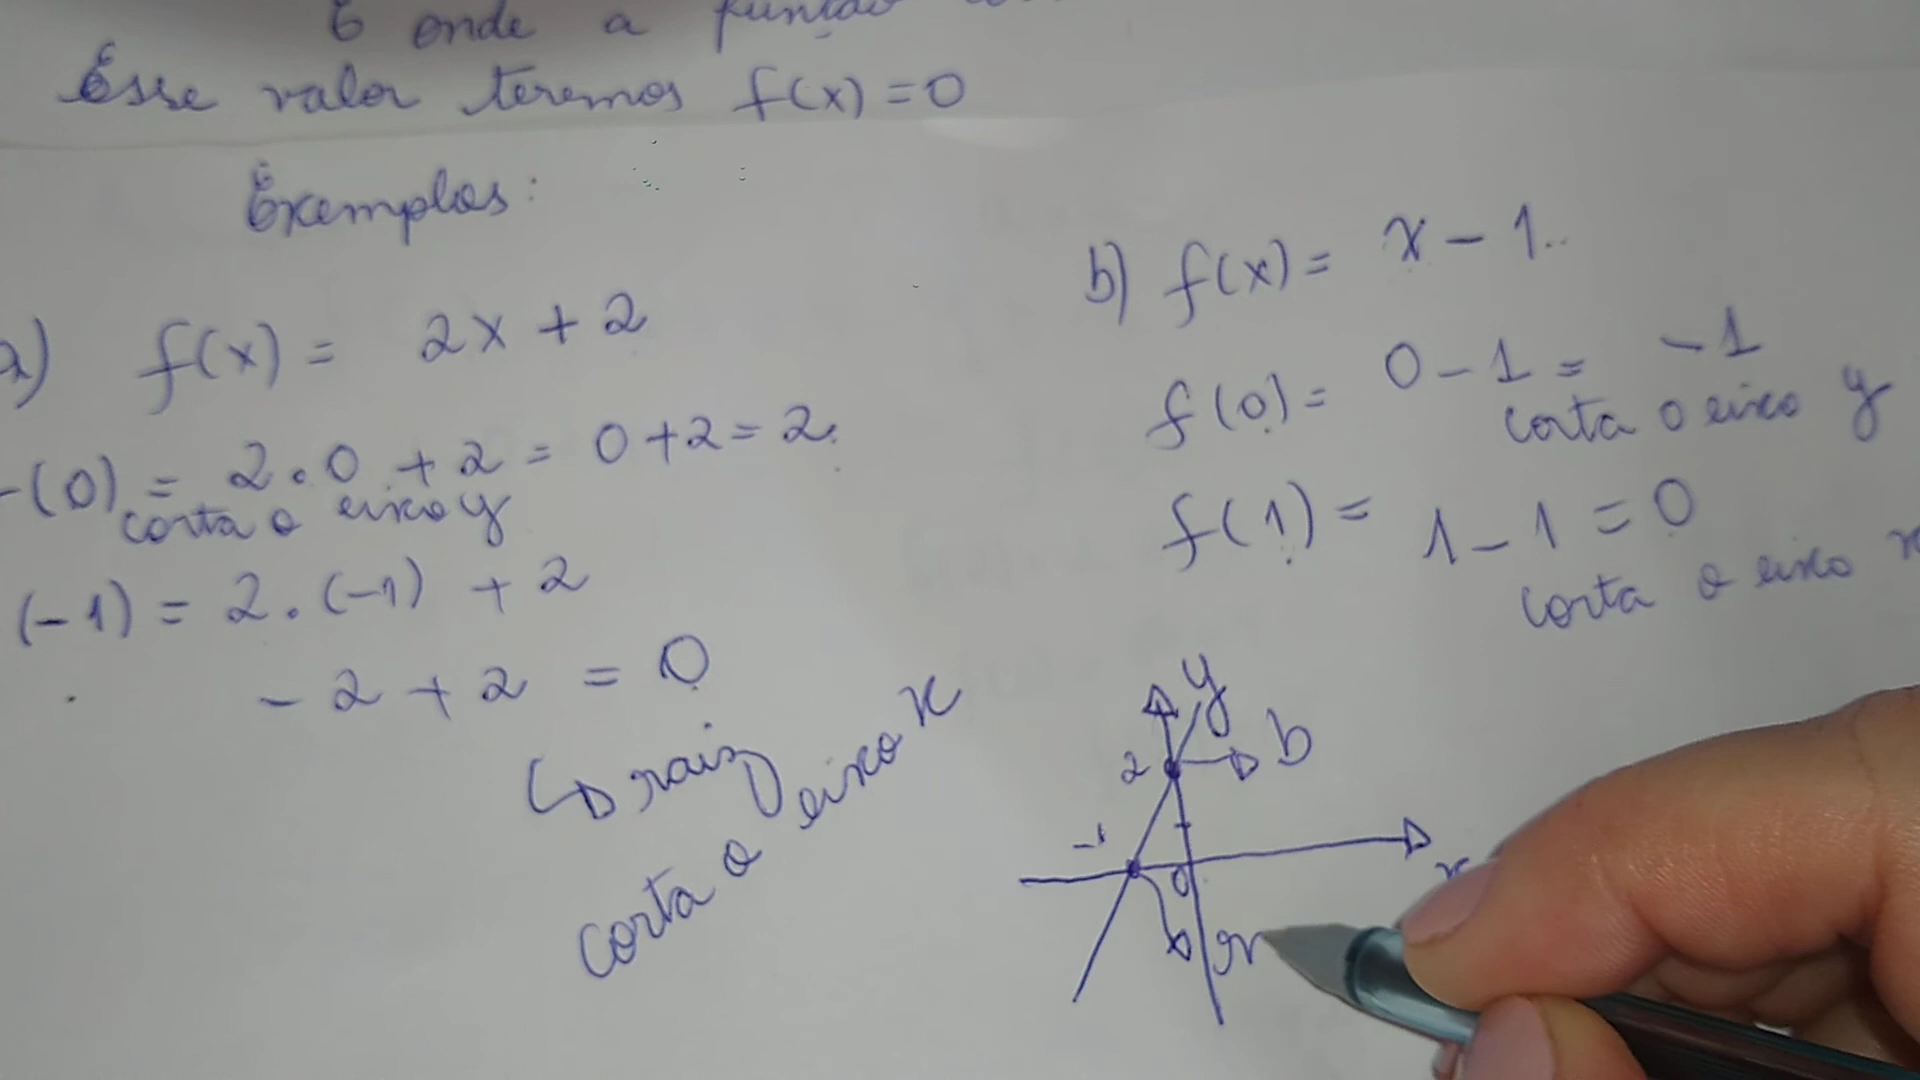 É onde a função
Esse valor teremos f(x) = 0
Exemplos:
a) f(x) = 2x + 2
(0) = 2 . 0 + 2 = 0 + 2 = 2
corta o eixo y
(-1) = 2 . (-1) + 2
- 2 + 2 = 0
raiz
corta o eixo x
b) f(x) = x - 1
f(0) = 0 - 1 = -1
corta o eixo y
f(1) = 1 - 1 = 0
corta o eixo x
y
2
b
-1
0
x